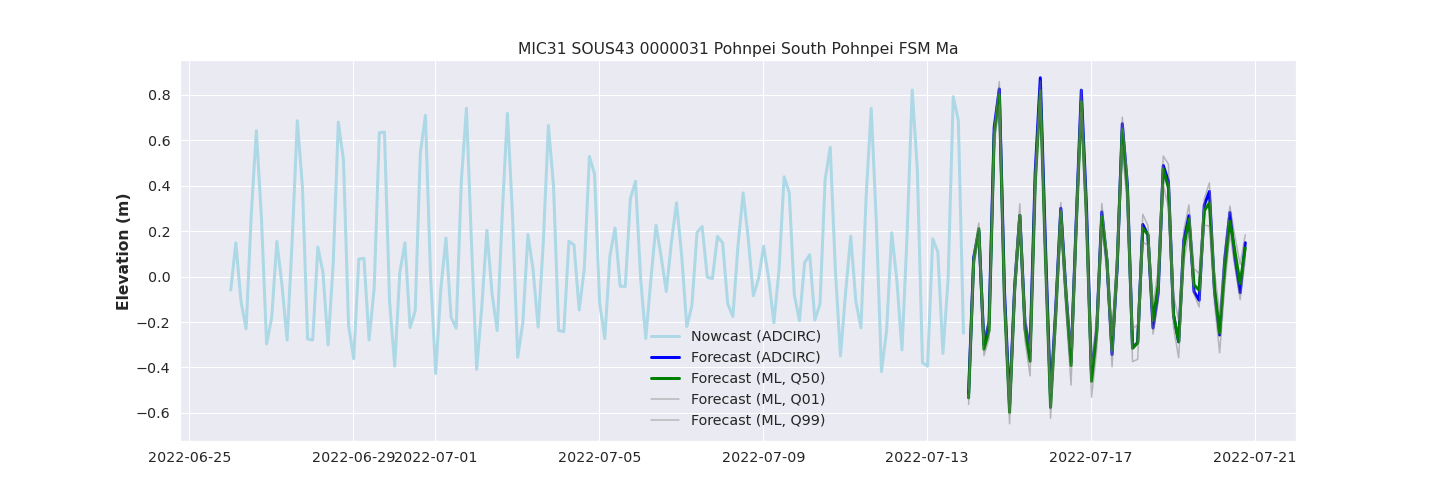 MIC31 SOUS43 0000031 Pohnpei South Pohnpei FSM Ma
Elevation (m)
0.8
0.6
0.4
0.2
0.0
−0.2
−0.4
−0.6
Nowcast (ADCIRC)
Forecast (ADCIRC)
Forecast (ML, Q50)
Forecast (ML, Q01)
Forecast (ML, Q99)
2022-06-25 2022-06-29 2022-07-01 2022-07-05 2022-07-09 2022-07-13 2022-07-17 2022-07-21